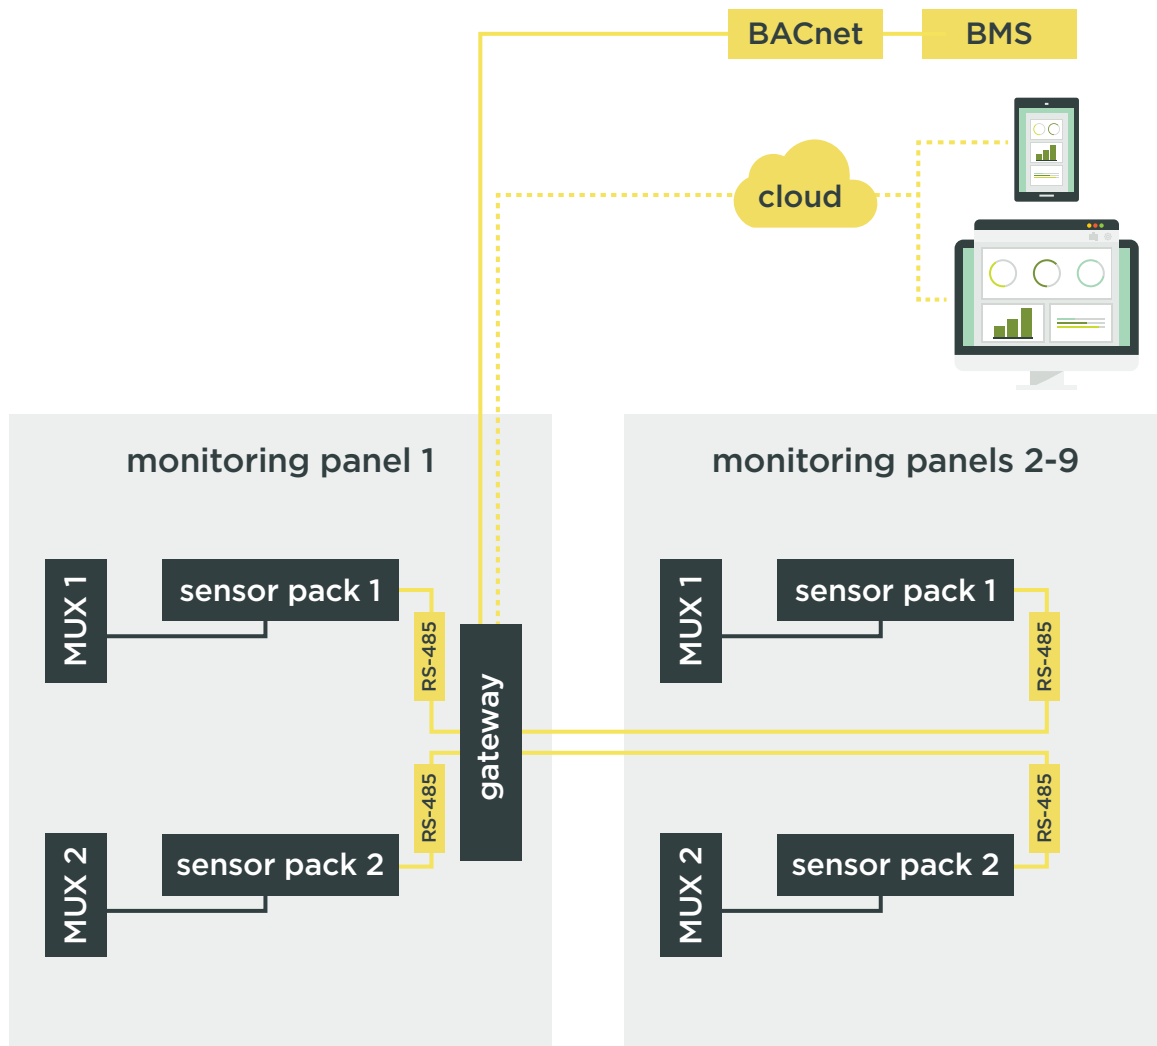 BACnet
BMS
cloud
monitoring panel 1
monitoring panels 2-9
MUX 1
sensor pack 1
RS-485
gateway
RS-485
MUX 2
sensor pack 2
MUX 1
sensor pack 1
RS-485
RS-485
MUX 2
sensor pack 2